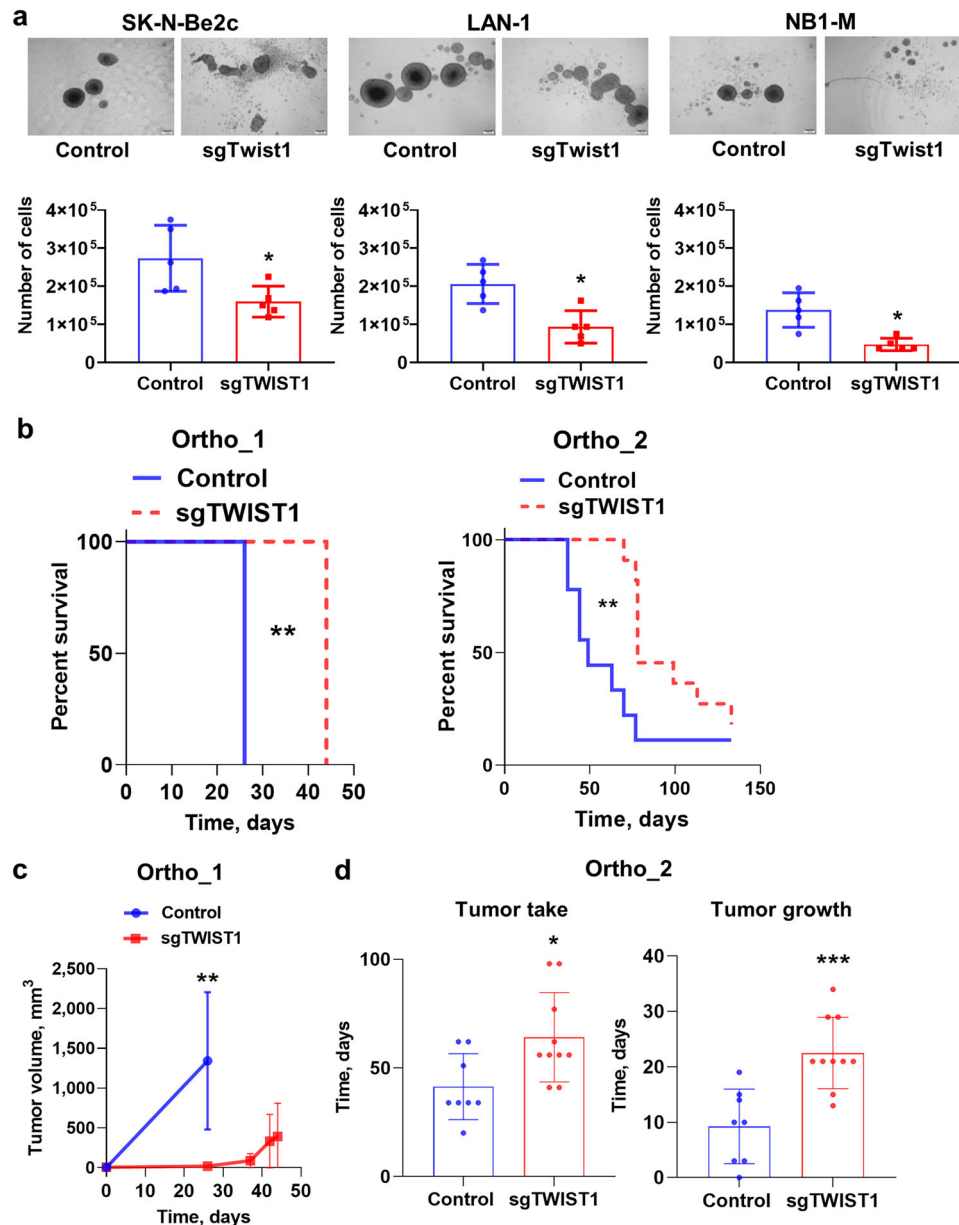 a
SK-N-Be2c
LAN-1
NB1-M
Control
sgTwist1
Control
sgTwist1
Control
sgTwist1
Number of cells
4×10⁵
3×10⁵
2×10⁵
1×10⁵
0
*
Control
sgTWIST1
Number of cells
4×10⁵
3×10⁵
2×10⁵
1×10⁵
0
*
Control
sgTWIST1
Number of cells
4×10⁵
3×10⁵
2×10⁵
1×10⁵
0
*
Control
sgTWIST1
b
Ortho_1
Control
sgTWIST1
Percent survival
100
50
0
**
0 10 20 30 40 50
Time, days
Ortho_2
Control
sgTWIST1
Percent survival
100
50
0
**
0 50 100 150
Time, days
c
Ortho_1
Control
sgTWIST1
Tumor volume, mm³
2,500
2,000
1,500
1,000
500
0
**
0 10 20 30 40 50
Time, days
d
Ortho_2
Tumor take
Time, days
100
50
0
*
Control
sgTWIST1
Tumor growth
Time, days
40
30
20
10
0
***
Control
sgTWIST1